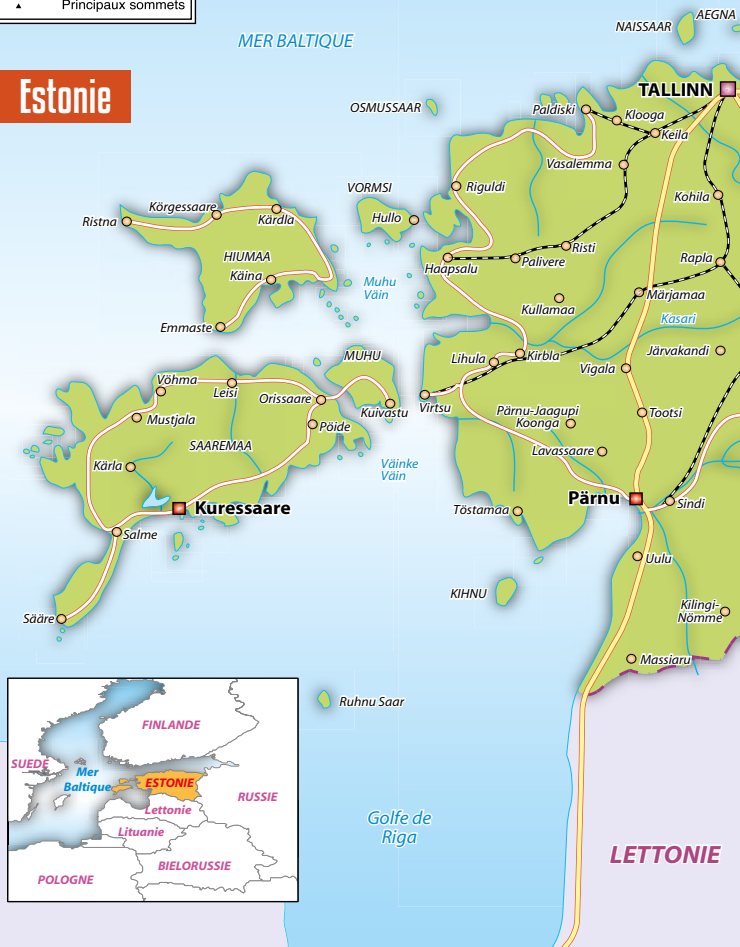 Principaux sommets
AEGNA
NAISSAAR
MER BALTIQUE
Estonie
TALLINN
OSMUSSAAR
Paldiski
Klooga
Keila
Vasalemma
VORMSI
Riguldi
Kohila
Körgessaare
Kärdla
Hullo
Ristna
HIIUMAA
Risti
Haapsalu
Palivere
Rapla
Käina
Muhu
Väin
Märjamaa
Kullamaa
Kasari
Emmaste
MUHU
Lihula
Kirbla
Järvakandi
Vigala
Vöhma
Leisi
Orissaare
Kuivastu
Virtsu
Pärnu-Jaagupi
Koonga
Tootsi
Mustjala
Pöide
SAAREMAA
Lavassaare
Kärla
Väinke
Väin
Pärnu
Sindi
Kuressaare
Töstamaa
Salme
Uulu
KIHNU
Kilingi-
Nömme
Sääre
Massiaru
Ruhnu Saar
FINLANDE
SUEDE
Mer
Baltique
ESTONIE
RUSSIE
Lettonie
Lituanie
BIELORUSSIE
POLOGNE
Golfe de
Riga
LETTONIE